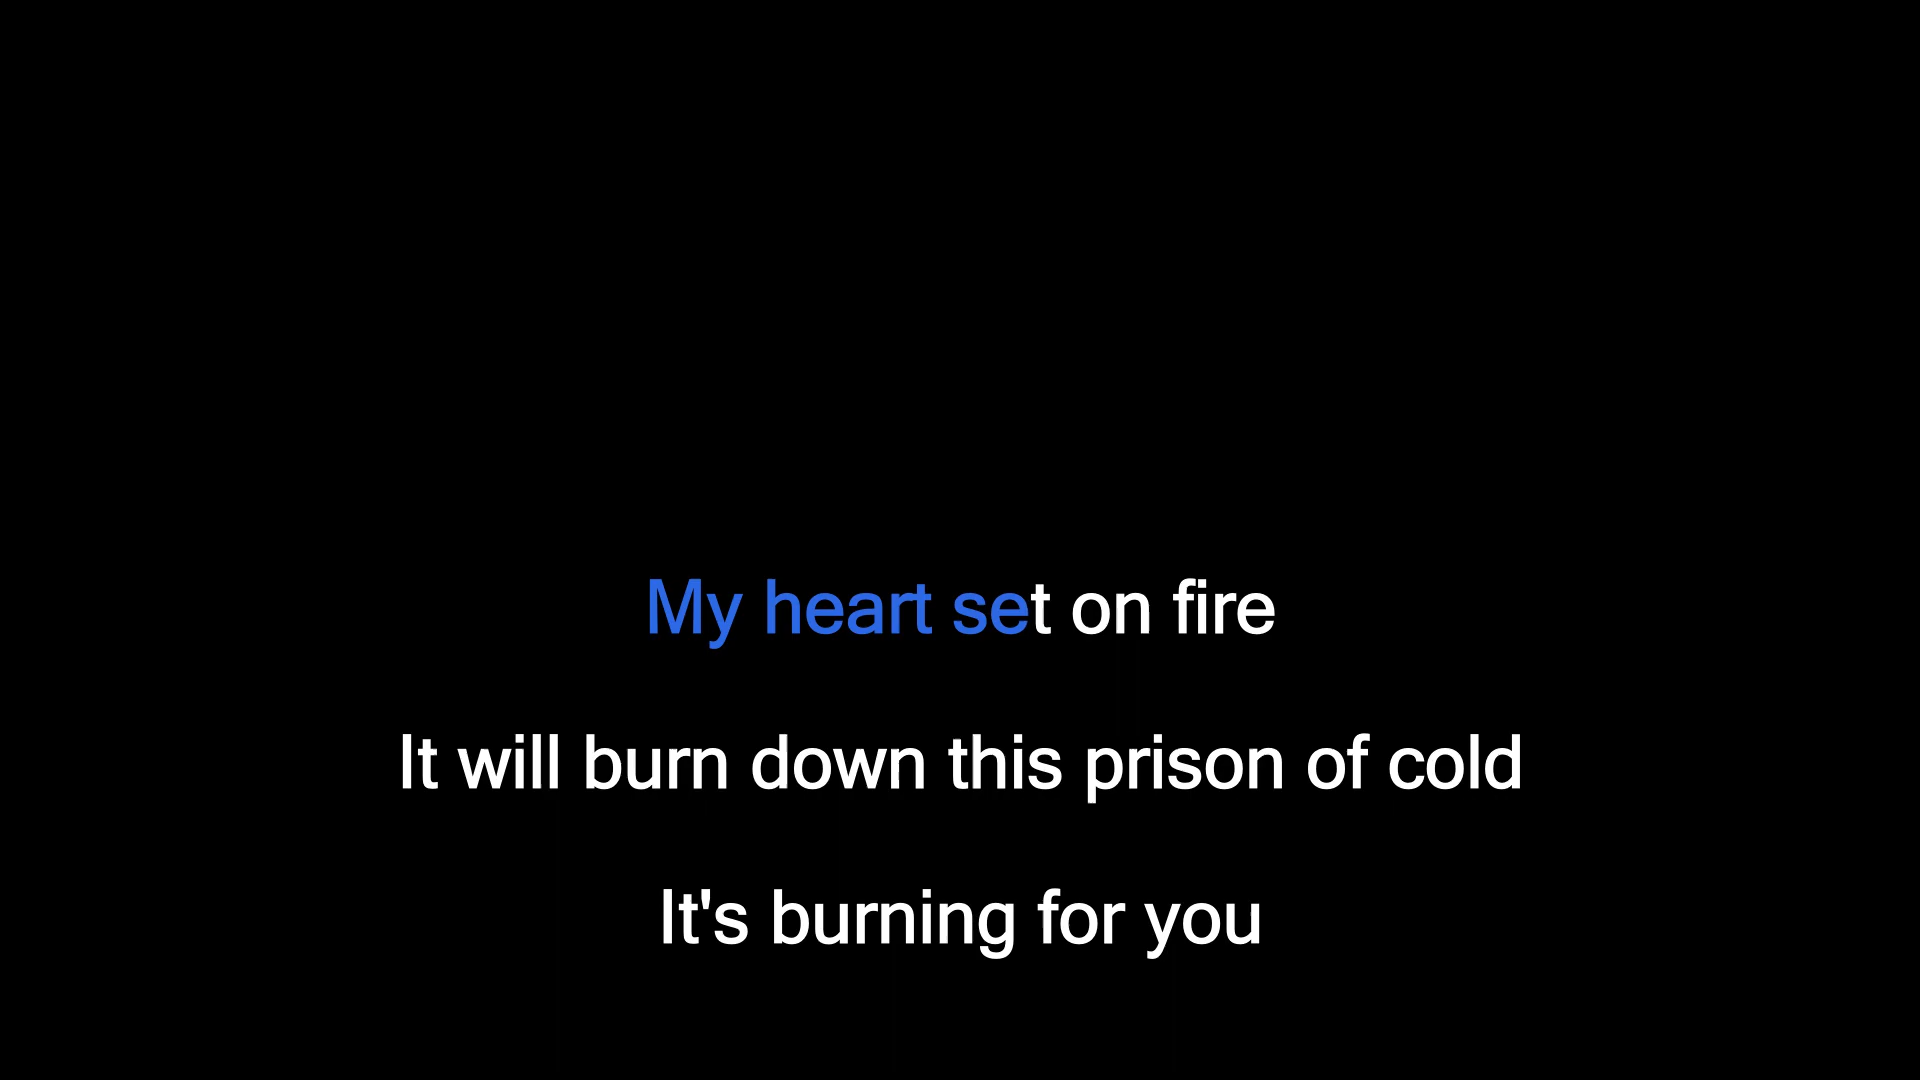 My heart set on fire
It will burn down this prison of cold
It's burning for you